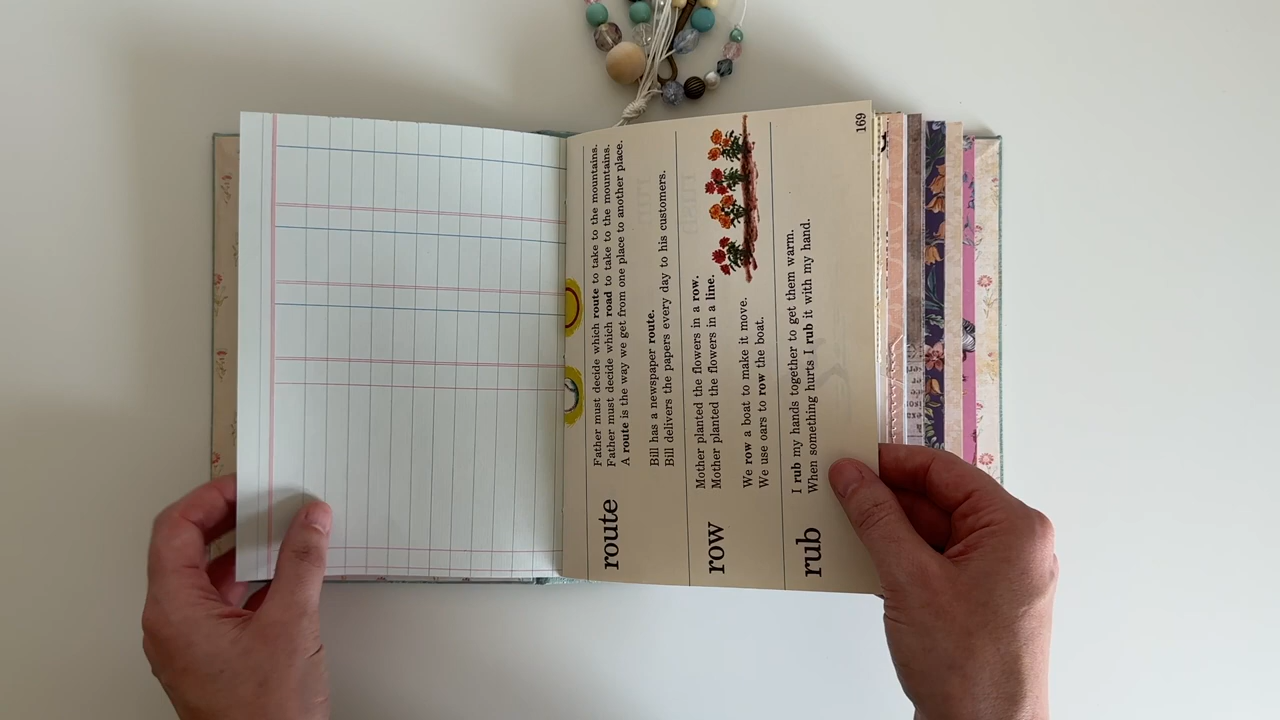 169
route
Father must decide which route to take to the mountains.
Father must decide which road to take to the mountains.
A route is the way we get from one place to another place.
Bill has a newspaper route.
Bill delivers the papers every day to his customers.
row
Mother planted the flowers in a row.
Mother planted the flowers in a line.
We row a boat to make it move.
We use oars to row the boat.
rub
I rub my hands together to get them warm.
When something hurts I rub it with my hand.